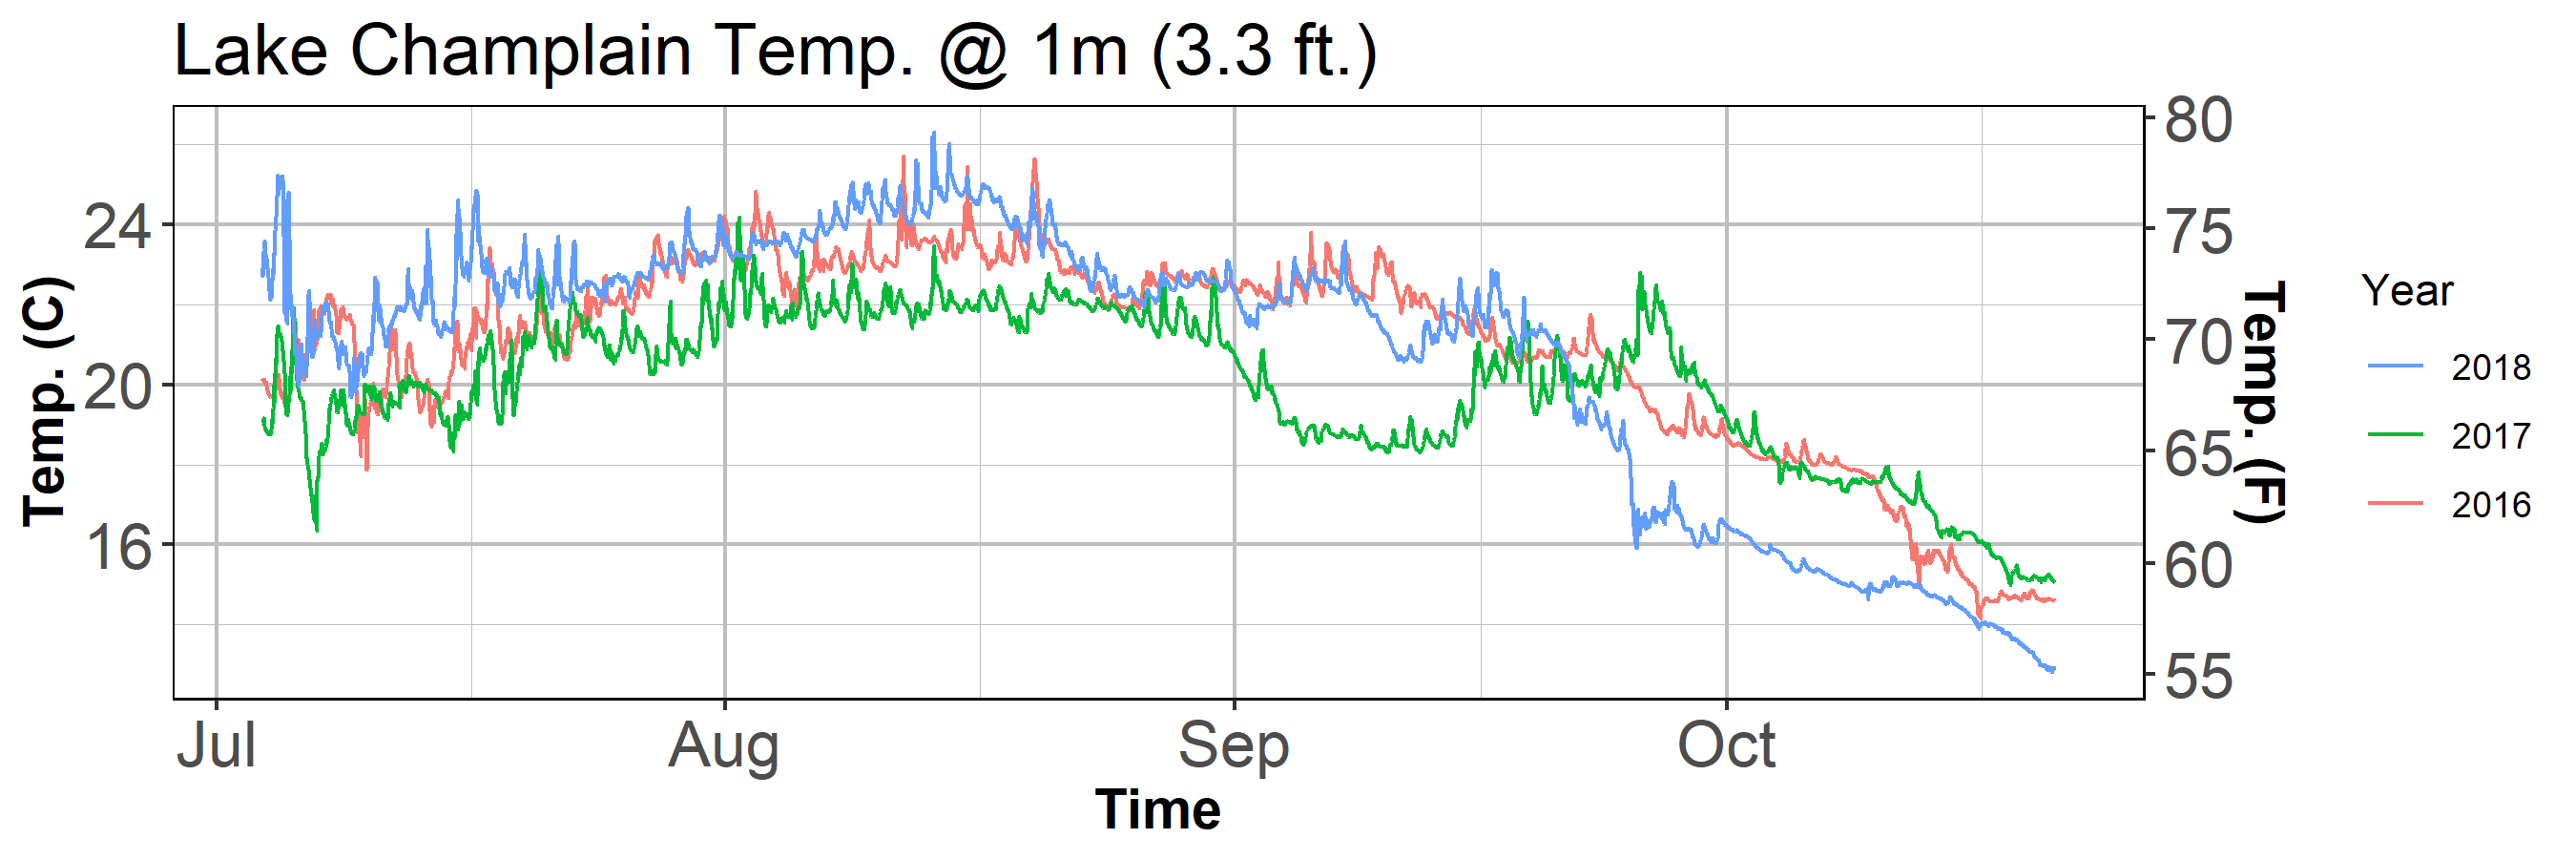 Lake Champlain Temp. @ 1m (3.3 ft.)
Temp. (C)
24
20
16
80
75
70
65
60
55
Temp. (F)
Jul Aug Sep Oct
Time
Year
2018
2017
2016